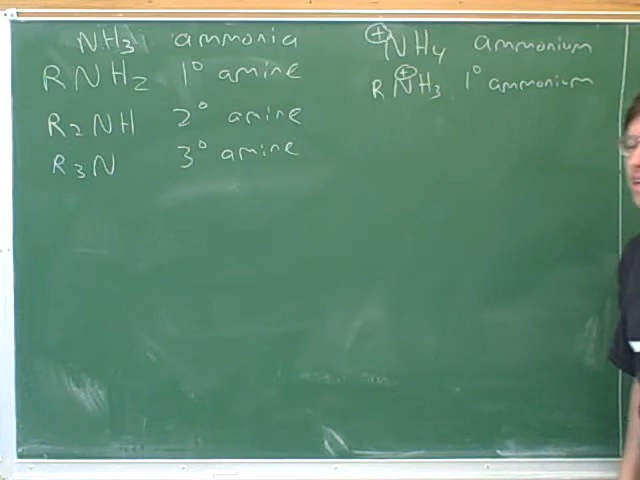 NH3 ammonia
RNH2 1° amine
R2NH 2° amine
R3N 3° amine
⊕NH4 ammonium
R⊕NH3 1° ammonium